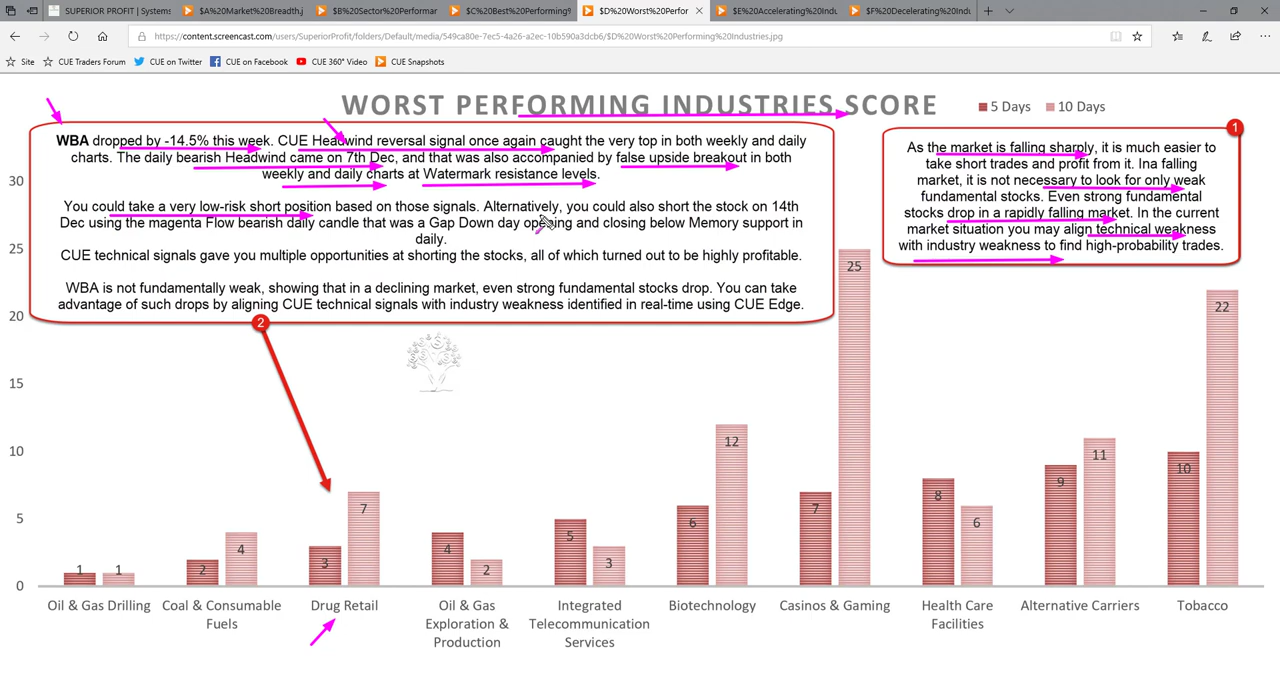 SUPERIOR PROFIT | Systems
$A%20Market%20Breadth.j
$B%20Sector%20Performan
$C%20Best%20Performing%
$D%20Worst%20Perfor
$E%20Accelerating%20Indu
$F%20Decelerating%20Indu
https://content.screencast.com/users/SuperiorProfit/folders/Default/media/549ca80e-7ec5-4a26-a2ec-10b590a3dcb6/$D%20Worst%20Performing%20Industries.jpg
Site
CUE Traders Forum
CUE on Twitter
CUE on Facebook
CUE 360° Video
CUE Snapshots
WORST PERFORMING INDUSTRIES SCORE
5 Days
10 Days
WBA dropped by -14.5% this week. CUE Headwind reversal signal once again caught the very top in both weekly and daily
charts. The daily bearish Headwind came on 7th Dec, and that was also accompanied by false upside breakout in both
weekly and daily charts at Watermark resistance levels.
You could take a very low-risk short position based on those signals. Alternatively, you could also short the stock on 14th
Dec using the magenta Flow bearish daily candle that was a Gap Down day opening and closing below Memory support in
daily.
CUE technical signals gave you multiple opportunities at shorting the stocks, all of which turned out to be highly profitable.
WBA is not fundamentally weak, showing that in a declining market, even strong fundamental stocks drop. You can take
advantage of such drops by aligning CUE technical signals with industry weakness identified in real-time using CUE Edge.
2
1
As the market is falling sharply, it is much easier to
take short trades and profit from it. Ina falling
market, it is not necessary to look for only weak
fundamental stocks. Even strong fundamental
stocks drop in a rapidly falling market. In the current
market situation you may align technical weakness
with industry weakness to find high-probability trades.
30
25
20
15
10
5
0
1
1
2
4
3
7
4
2
5
3
6
12
7
25
8
6
9
11
10
22
Oil & Gas Drilling
Coal & Consumable
Fuels
Drug Retail
Oil & Gas
Exploration &
Production
Integrated
Telecommunication
Services
Biotechnology
Casinos & Gaming
Health Care
Facilities
Alternative Carriers
Tobacco